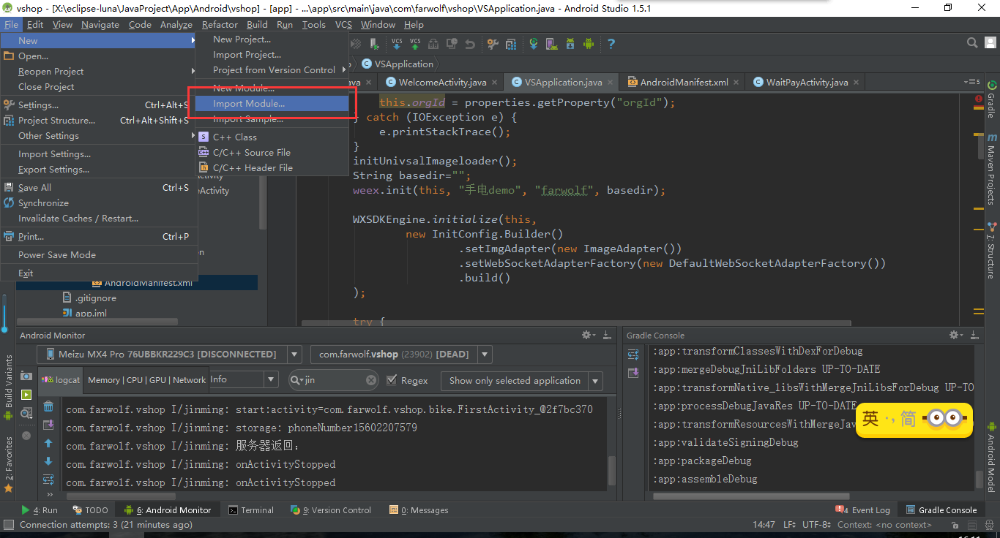 vshop - [X:\eclipse-luna\JavaProject\App\Android\vshop] - [app] - ...\app\src\main\java\com\farwolf\vshop\VSApplication.java - Android Studio 1.5.1
File Edit View Navigate Code Analyze Refactor Build Run Tools VCS Window Help
New
Open...
Reopen Project
Close Project
Settings... Ctrl+Alt+S
Project Structure... Ctrl+Alt+Shift+S
Other Settings
Import Settings...
Export Settings...
Save All Ctrl+S
Synchronize
Invalidate Caches / Restart...
Print... Ctrl+P
Power Save Mode
Exit
New Project...
Import Project...
Project from Version Control
New Module...
Import Module...
Import Sample...
C++ Class
C/C++ Source File
C/C++ Header File
VCS VCS
VSApplication
WelcomeActivity.java VSApplication.java AndroidManifest.xml WaitPayActivity.java 5
this.orgId = properties.getProperty("orgId");
} catch (IOException e) {
e.printStackTrace();
}
initUnivsalImageloader();
String basedir="";
weex.init(this, "手电demo", "farwolf", basedir);
WXSDKEngine.initialize(this,
new InitConfig.Builder()
.setImgAdapter(new ImageAdapter())
.setWebSocketAdapterFactory(new DefaultWebSocketAdapterFactory())
.build()
);
try {
AndroidManifest.xml
.gitignore
app.iml
Gradle
Maven Projects
Z: Structure
Android Model
Build Variants
2: Favorites
Android Monitor
Meizu MX4 Pro 76UBBKR229C3 [DISCONNECTED] com.farwolf.vshop (23902) [DEAD]
logcat Memory | CPU | GPU | Network Info jin Regex Show only selected application
com.farwolf.vshop I/jinming: start:activity=com.farwolf.vshop.bike.FirstActivity_@2f7bc370
com.farwolf.vshop I/jinming: storage: phoneNumber15602207579
com.farwolf.vshop I/jinming: 服务器返回:
com.farwolf.vshop I/jinming: onActivityStopped
com.farwolf.vshop I/jinming: onActivityStopped
Gradle Console
:app:transformClassesWithDexForDebug
:app:mergeDebugJniLibFolders UP-TO-DATE
:app:transformNative_libsWithMergeJniLibsForDebug UP-TO
:app:processDebugJavaRes UP-TO-DATE
:app:transformResourcesWithMergeJav
:app:validateSigningDebug
:app:packageDebug
:app:assembleDebug
英 简
4: Run TODO 6: Android Monitor Terminal 9: Version Control 0: Messages 4 Event Log Gradle Console
Connection attempts: 3 (21 minutes ago) 14:47 LF UTF-8 Context: <no context>